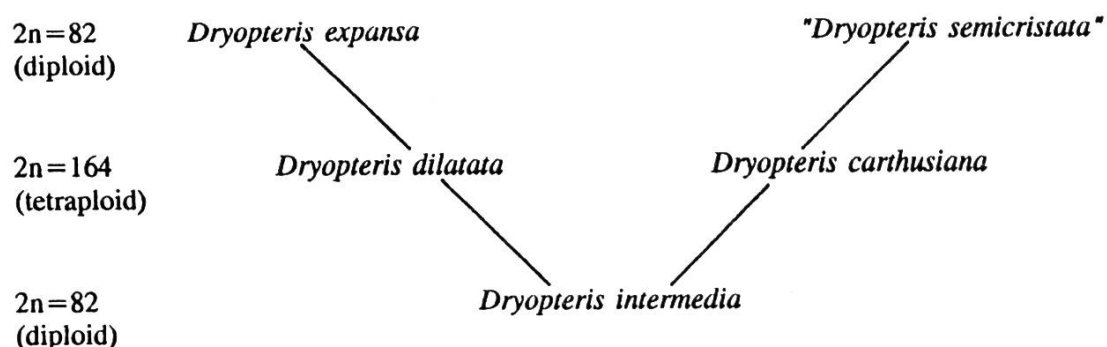 2n=82 Dryopteris expansa "Dryopteris semicristata"
(diploid)
2n=164 Dryopteris dilatata Dryopteris carthusiana
(tetraploid)
2n=82 Dryopteris intermedia
(diploid)